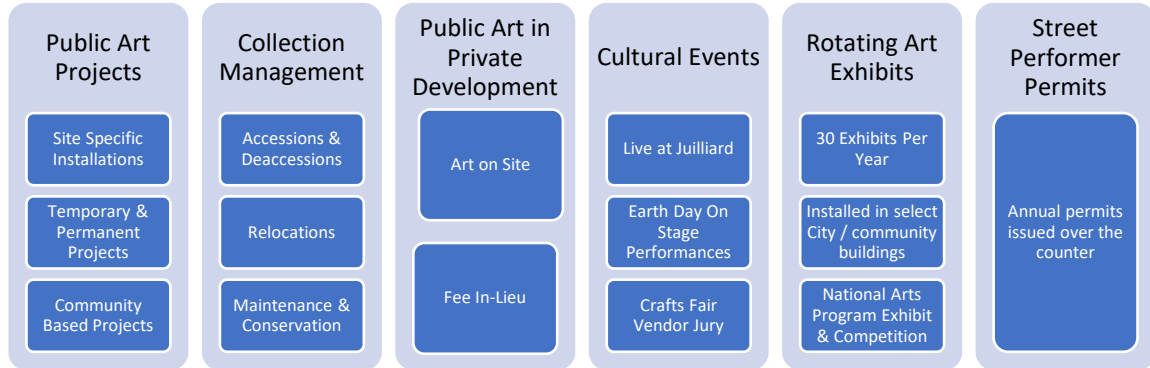 Public Art
Projects
Site Specific
Installations
Temporary &
Permanent
Projects
Community
Based Projects
Collection
Management
Accessions &
Deaccessions
Relocations
Maintenance &
Conservation
Public Art in
Private
Development
Art on Site
Fee In-Lieu
Cultural Events
Live at Juilliard
Earth Day On
Stage
Performances
Crafts Fair
Vendor Jury
Rotating Art
Exhibits
30 Exhibits Per
Year
Installed in select
City / community
buildings
National Arts
Program Exhibit
& Competition
Street
Performer
Permits
Annual permits
issued over the
counter